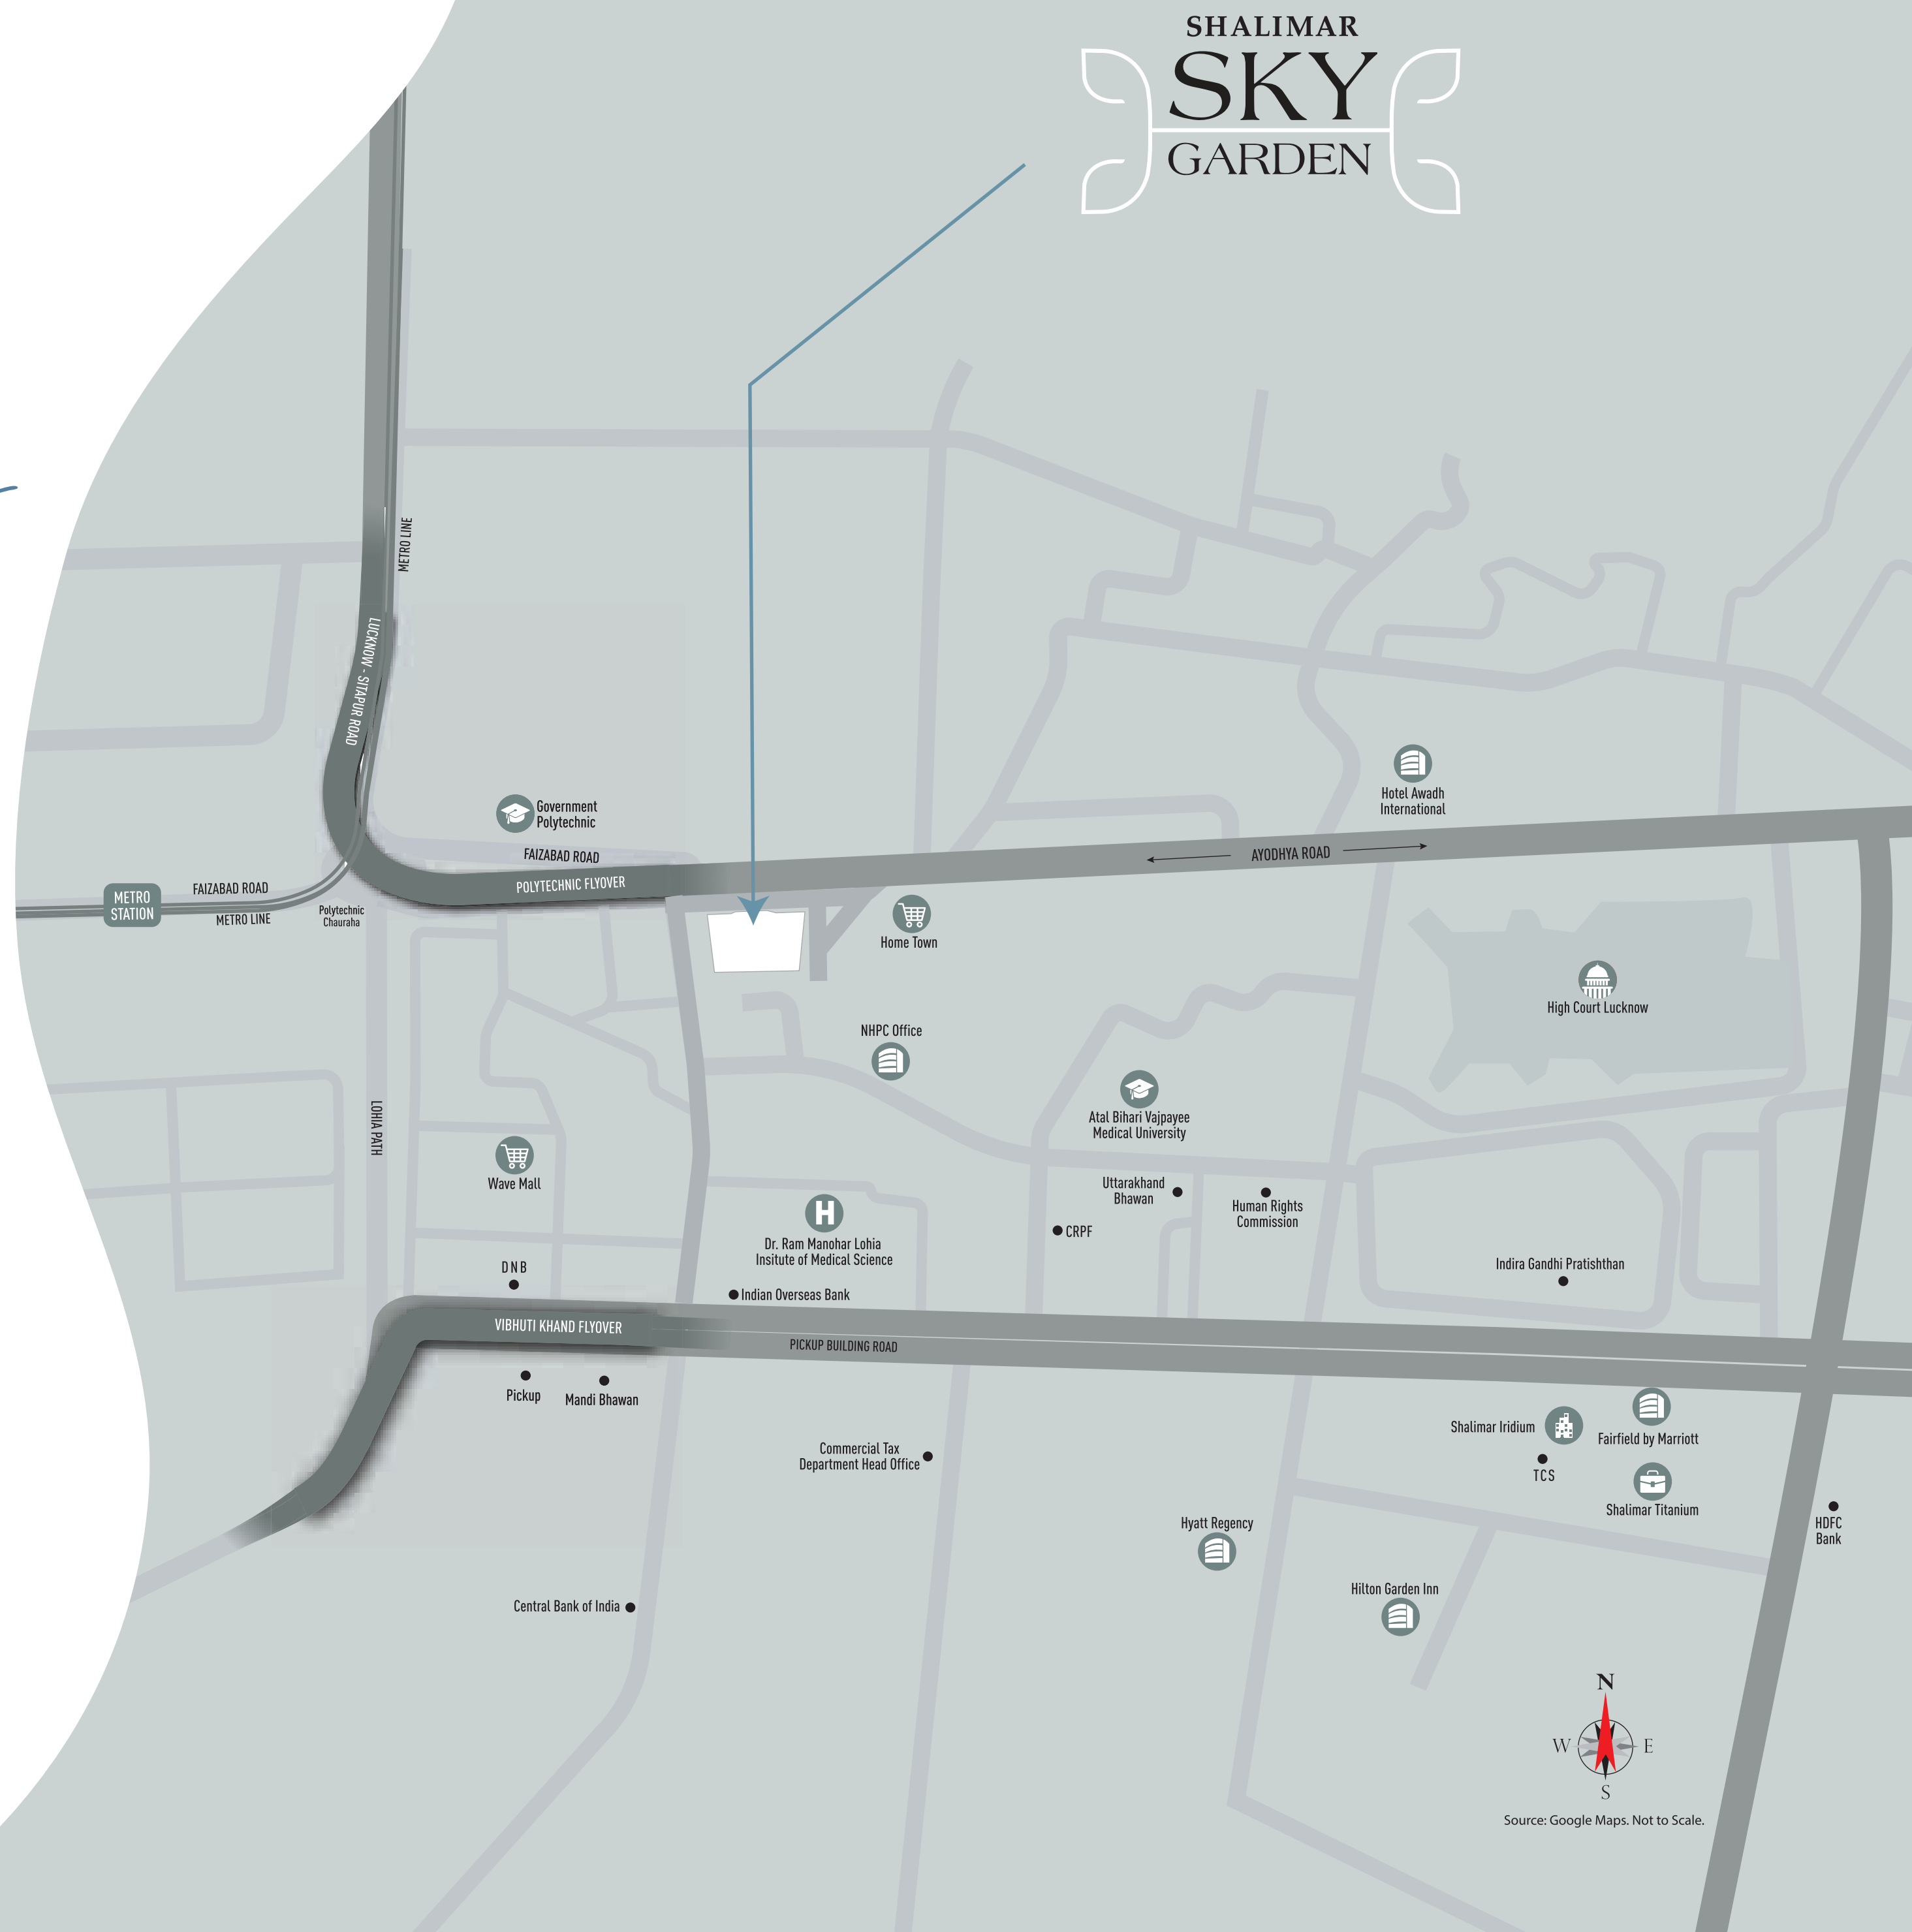 SHALIMAR
SKY
GARDEN
METRO LINE
LUCKNOW - SITAPUR ROAD
Government
Polytechnic
Hotel Awadh
International
FAIZABAD ROAD
AYODHYA ROAD
POLYTECHNIC FLYOVER
METRO
STATION
FAIZABAD ROAD
METRO LINE
Polytechnic
Chauraha
Home Town
High Court Lucknow
NHPC Office
LOHIA PATH
Atal Bihari Vajpayee
Medical University
Wave Mall
Uttarakhand
Bhawan
Human Rights
Commission
CRPF
Dr. Ram Manohar Lohia
Insitute of Medical Science
DNB
Indira Gandhi Pratishthan
Indian Overseas Bank
VIBHUTI KHAND FLYOVER
PICKUP BUILDING ROAD
Pickup
Mandi Bhawan
Shalimar Iridium
Fairfield by Marriott
Commercial Tax
Department Head Office
TCS
Shalimar Titanium
HDFC
Bank
Hyatt Regency
Hilton Garden Inn
Central Bank of India
N
W
E
S
Source: Google Maps. Not to Scale.